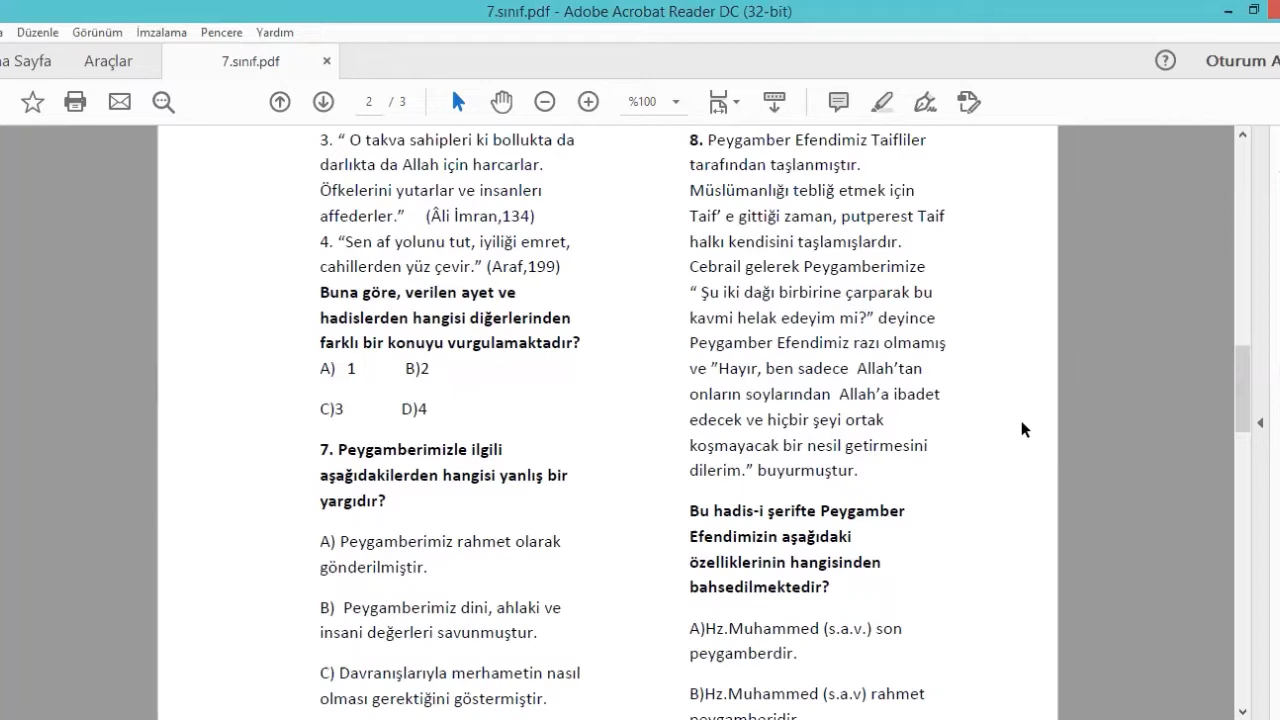 7.sınıf.pdf - Adobe Acrobat Reader DC (32-bit)
Düzenle Görünüm İmzalama Pencere Yardım
Sayfa Araçlar 7.sınıf.pdf × ? Oturum A
2 / 3 %100
3. “ O takva sahipleri ki bollukta da
darlıkta da Allah için harcarlar.
Öfkelerini yutarlar ve insanları
affederler.” (Âli İmran,134)
4. “Sen af yolunu tut, iyiliği emret,
cahillerden yüz çevir.” (Araf,199)
Buna göre, verilen ayet ve
hadislerden hangisi diğerlerinden
farklı bir konuyu vurgulamaktadır?
A) 1 B)2
C)3 D)4
7. Peygamberimizle ilgili
aşağıdakilerden hangisi yanlış bir
yargıdır?
A) Peygamberimiz rahmet olarak
gönderilmiştir.
B) Peygamberimiz dini, ahlaki ve
insani değerleri savunmuştur.
C) Davranışlarıyla merhametin nasıl
olması gerektiğini göstermiştir.
8. Peygamber Efendimiz Taifliler
tarafından taşlanmıştır.
Müslümanlığı tebliğ etmek için
Taif’ e gittiği zaman, putperest Taif
halkı kendisini taşlamışlardır.
Cebrail gelerek Peygamberimize
“ Şu iki dağı birbirine çarparak bu
kavmi helak edeyim mi?” deyince
Peygamber Efendimiz razı olmamış
ve ”Hayır, ben sadece Allah’tan
onların soylarından Allah’a ibadet
edecek ve hiçbir şeyi ortak
koşmayacak bir nesil getirmesini
dilerim.” buyurmuştur.
Bu hadis-i şerifte Peygamber
Efendimizin aşağıdaki
özelliklerinin hangisinden
bahsedilmektedir?
A)Hz.Muhammed (s.a.v.) son
peygamberdir.
B)Hz.Muhammed (s.a.v) rahmet
peygamberidir.